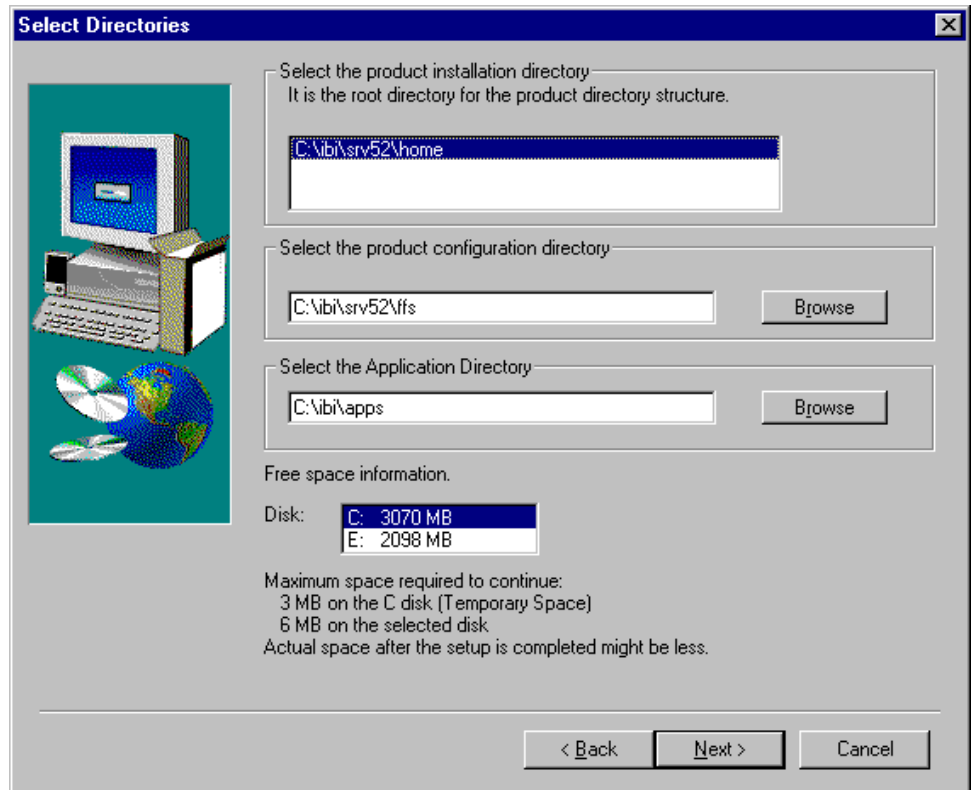 Select Directories
Select the product installation directory
It is the root directory for the product directory structure.
C:\ibi\srv52\home
Select the product configuration directory
C:\ibi\srv52\ffs
Browse
Select the Application Directory
C:\ibi\apps
Browse
Free space information.
Disk:
C: 3070 MB
E: 2098 MB
Maximum space required to continue:
3 MB on the C disk (Temporary Space)
6 MB on the selected disk
Actual space after the setup is completed might be less.
< Back
Next >
Cancel